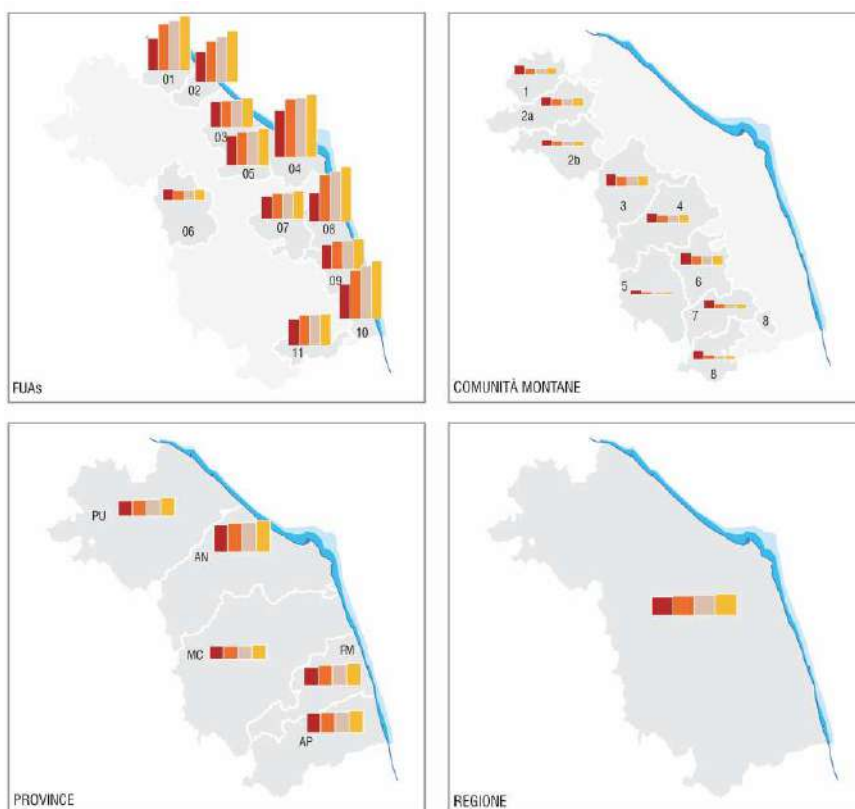 01
02
03
04
05
06
07
08
09
10
11
FUAs
1
2a
2b
3
4
5
6
7
8
8
COMUNITÀ MONTANE
PU
AN
MC
FM
AP
PROVINCE
REGIONE